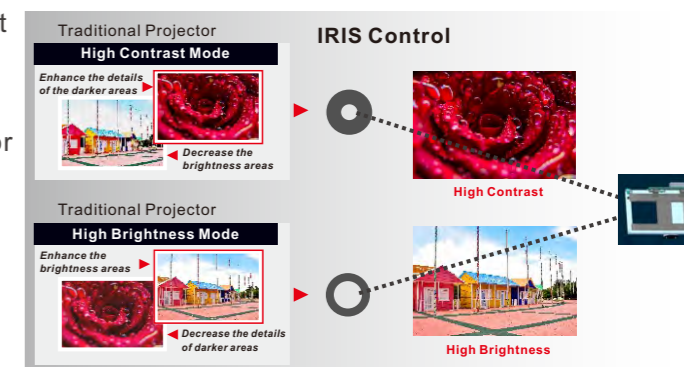 Traditional Projector
High Contrast Mode
Enhance the details
of the darker areas
Decrease the
brightness areas
Traditional Projector
High Brightness Mode
Enhance the
brightness areas
Decrease the details
of darker areas
IRIS Control
High Contrast
High Brightness